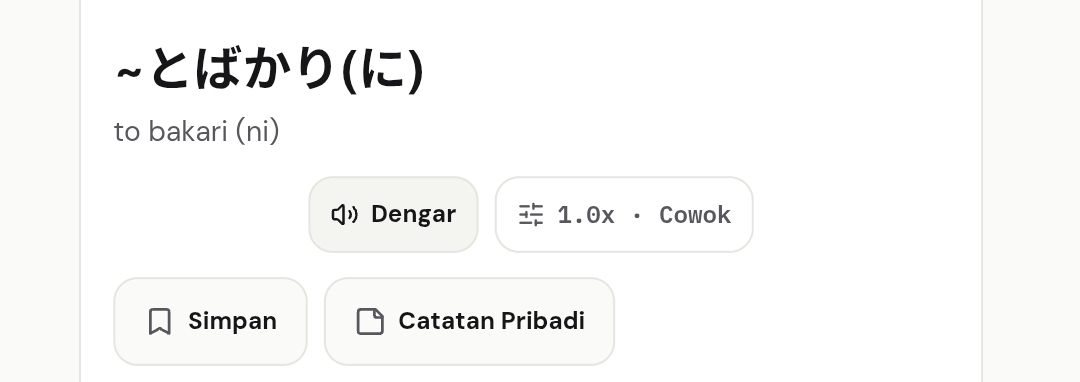 ~とばかり(に)
to bakari (ni)
Dengar
1.0x · Cowok
Simpan
Catatan Pribadi